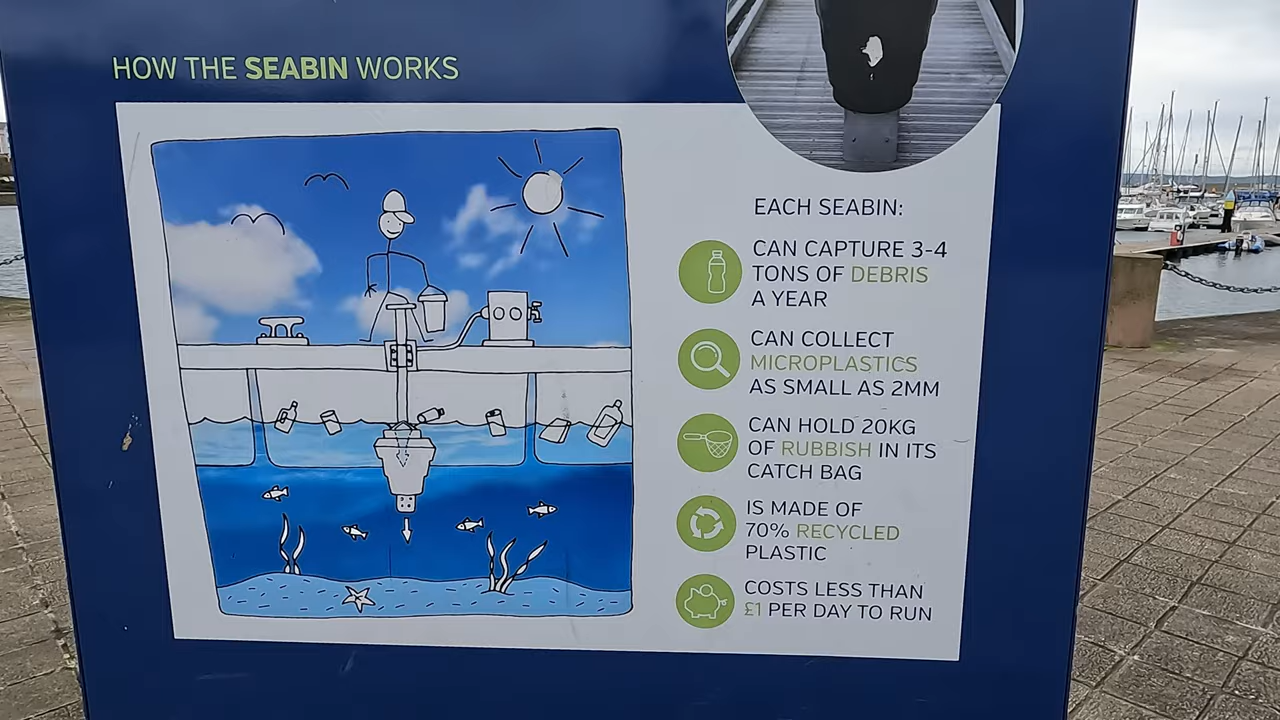 HOW THE SEABIN WORKS
EACH SEABIN:
CAN CAPTURE 3-4
TONS OF DEBRIS
A YEAR
CAN COLLECT
MICROPLASTICS
AS SMALL AS 2MM
CAN HOLD 20KG
OF RUBBISH IN ITS
CATCH BAG
IS MADE OF
70% RECYCLED
PLASTIC
COSTS LESS THAN
£1 PER DAY TO RUN